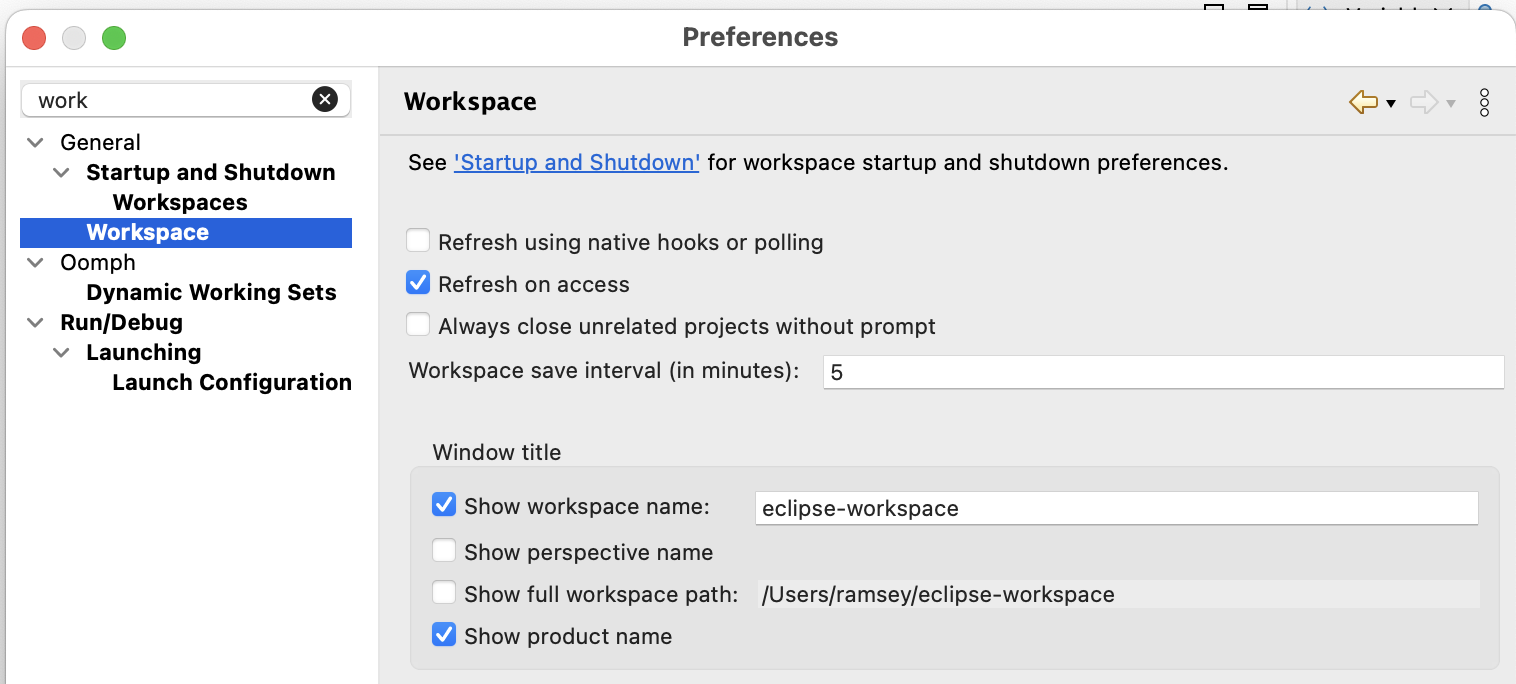 Preferences
work
General
Startup and Shutdown
Workspaces
Workspace
Oomph
Dynamic Working Sets
Run/Debug
Launching
Launch Configuration
Workspace
See 'Startup and Shutdown' for workspace startup and shutdown preferences.
Refresh using native hooks or polling
Refresh on access
Always close unrelated projects without prompt
Workspace save interval (in minutes): 5
Window title
Show workspace name: eclipse-workspace
Show perspective name
Show full workspace path: /Users/ramsey/eclipse-workspace
Show product name